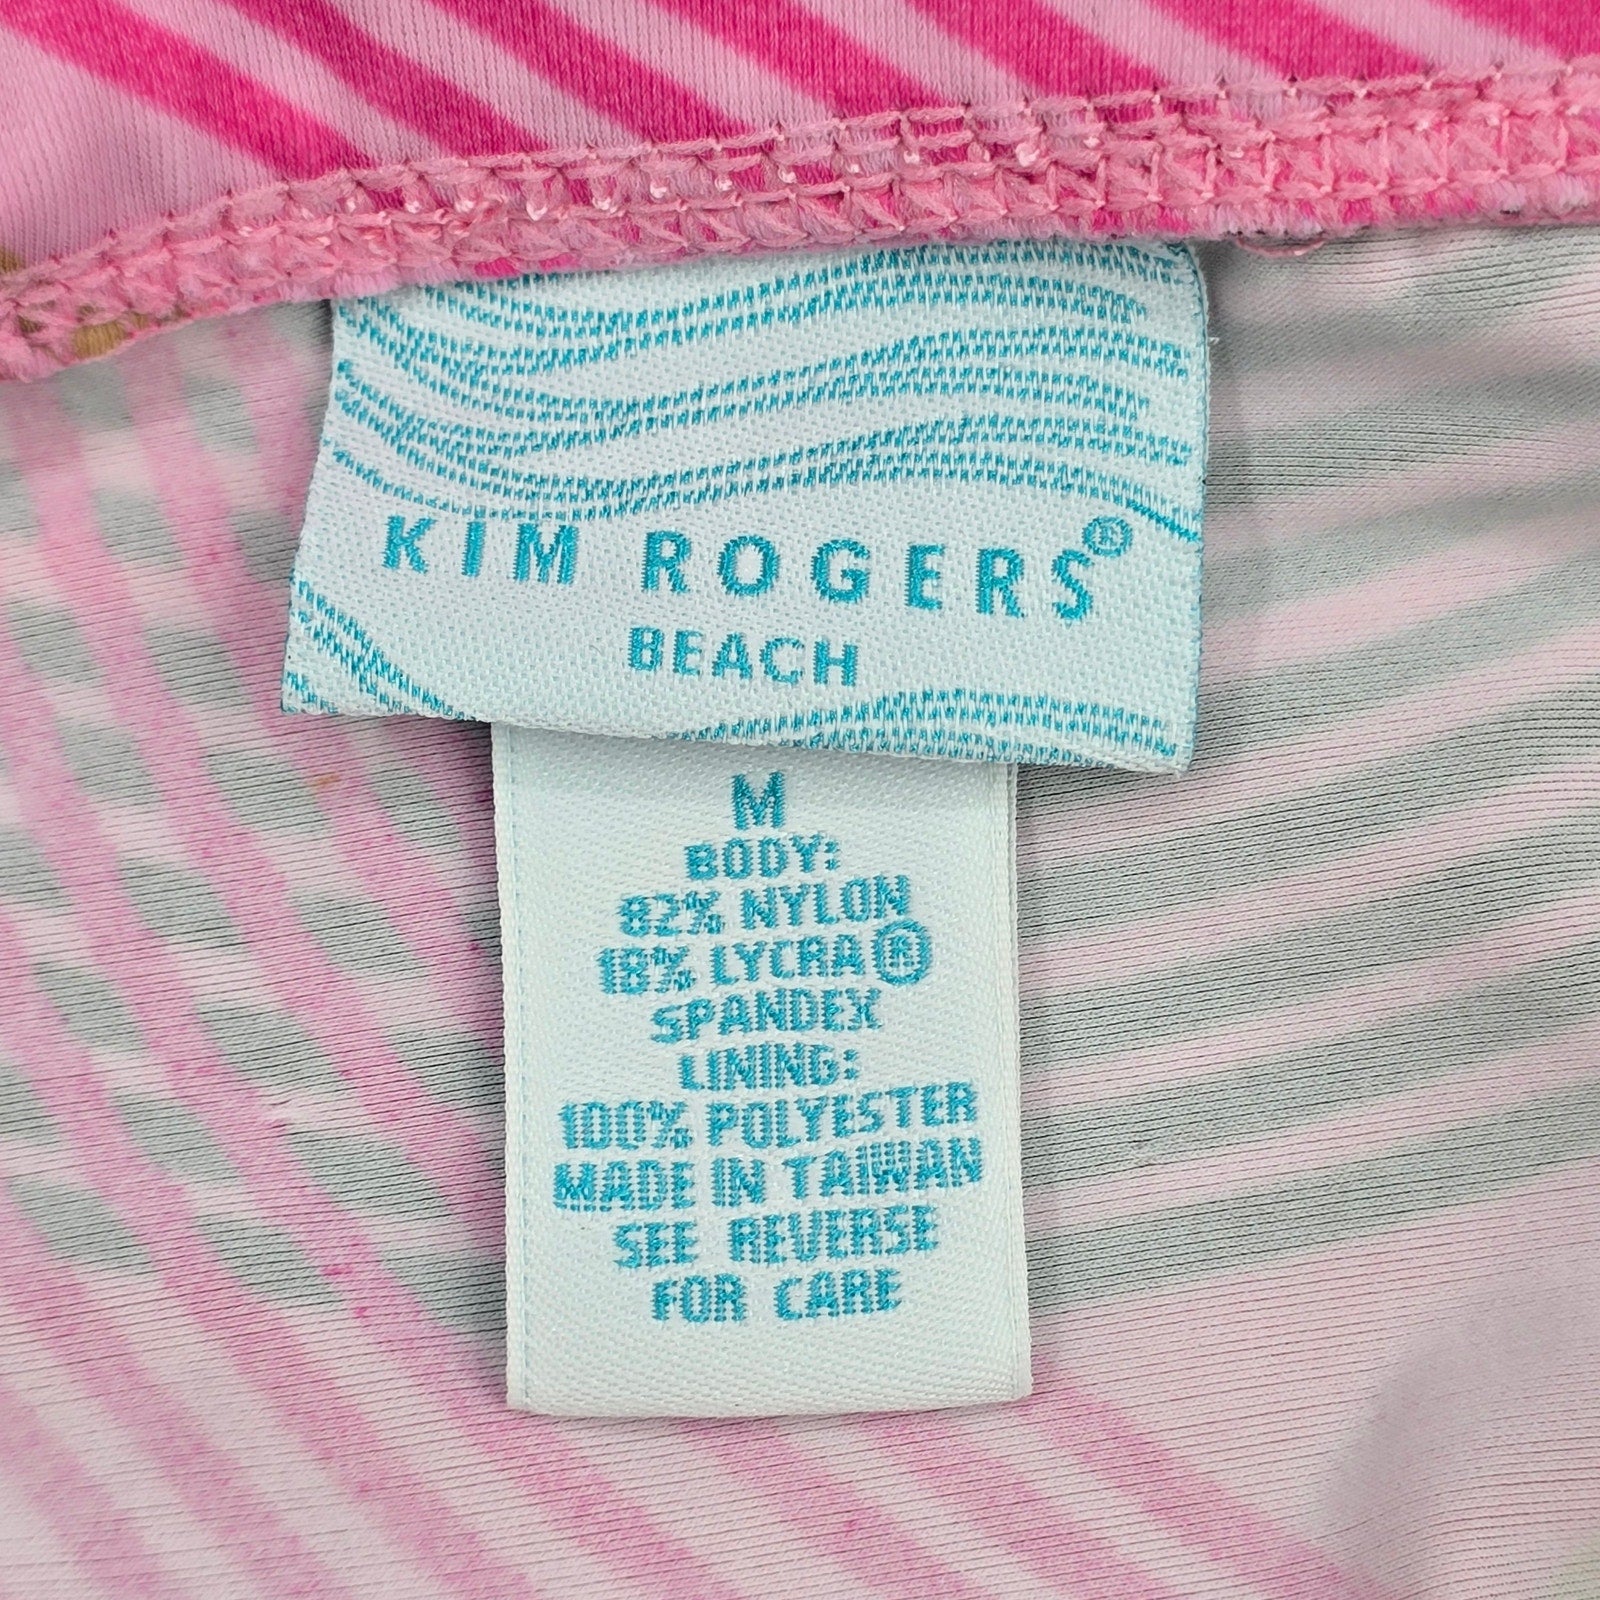 KIM ROGERS®
BEACH
M
BODY:
82% NYLON
18% LYCRA®
SPANDEX
LINING:
100% POLYESTER
MADE IN TAIWAN
SEE REVERSE
FOR CARE